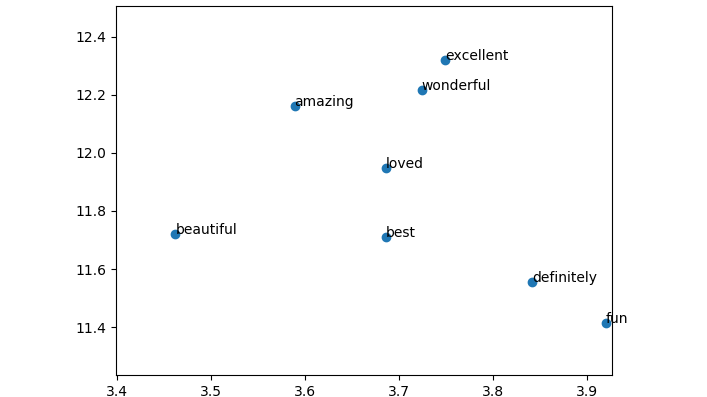 12.4
excellent
wonderful
12.2
amazing
12.0
loved
11.8
beautiful
best
11.6
definitely
11.4
fun
3.4 3.5 3.6 3.7 3.8 3.9